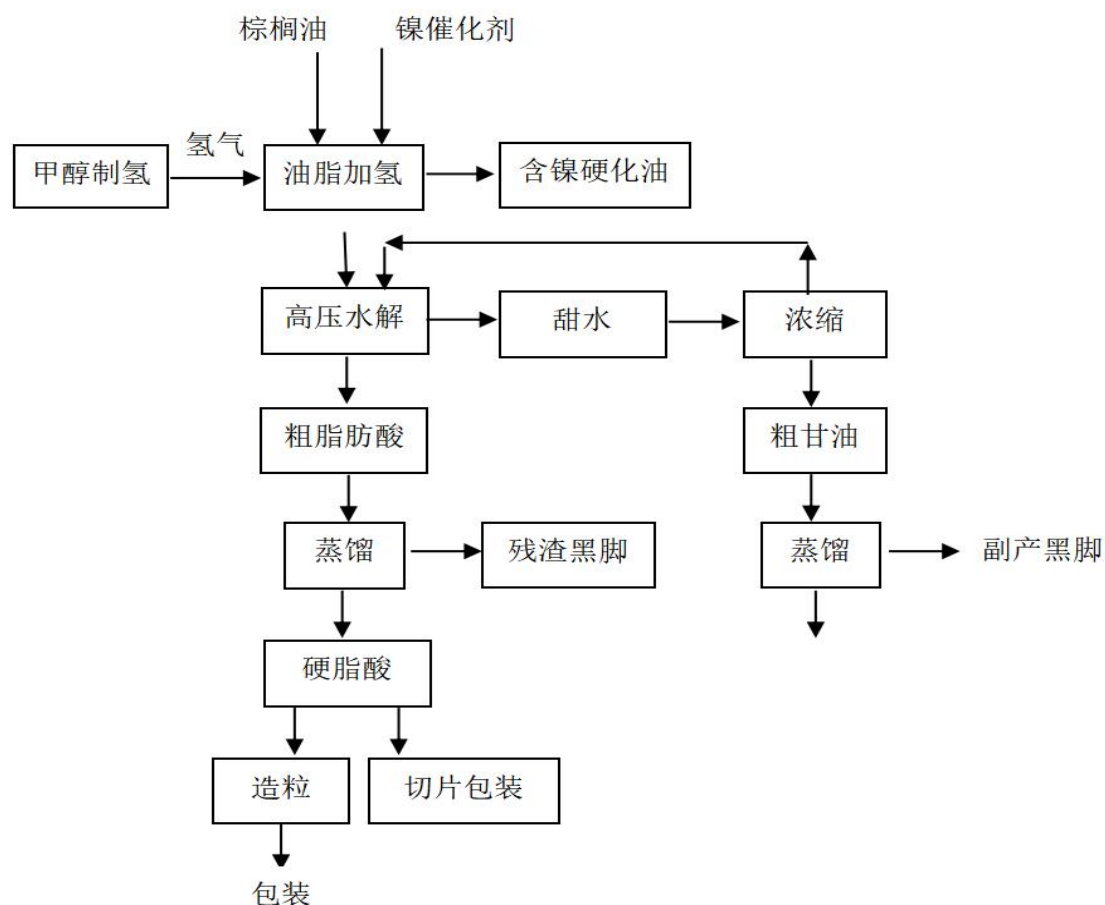 棕榈油
镍催化剂
氢气
甲醇制氢
油脂加氢
含镍硬化油
高压水解
甜水
浓缩
粗脂肪酸
粗甘油
蒸馏
残渣黑脚
蒸馏
副产黑脚
硬脂酸
造粒
切片包装
包装